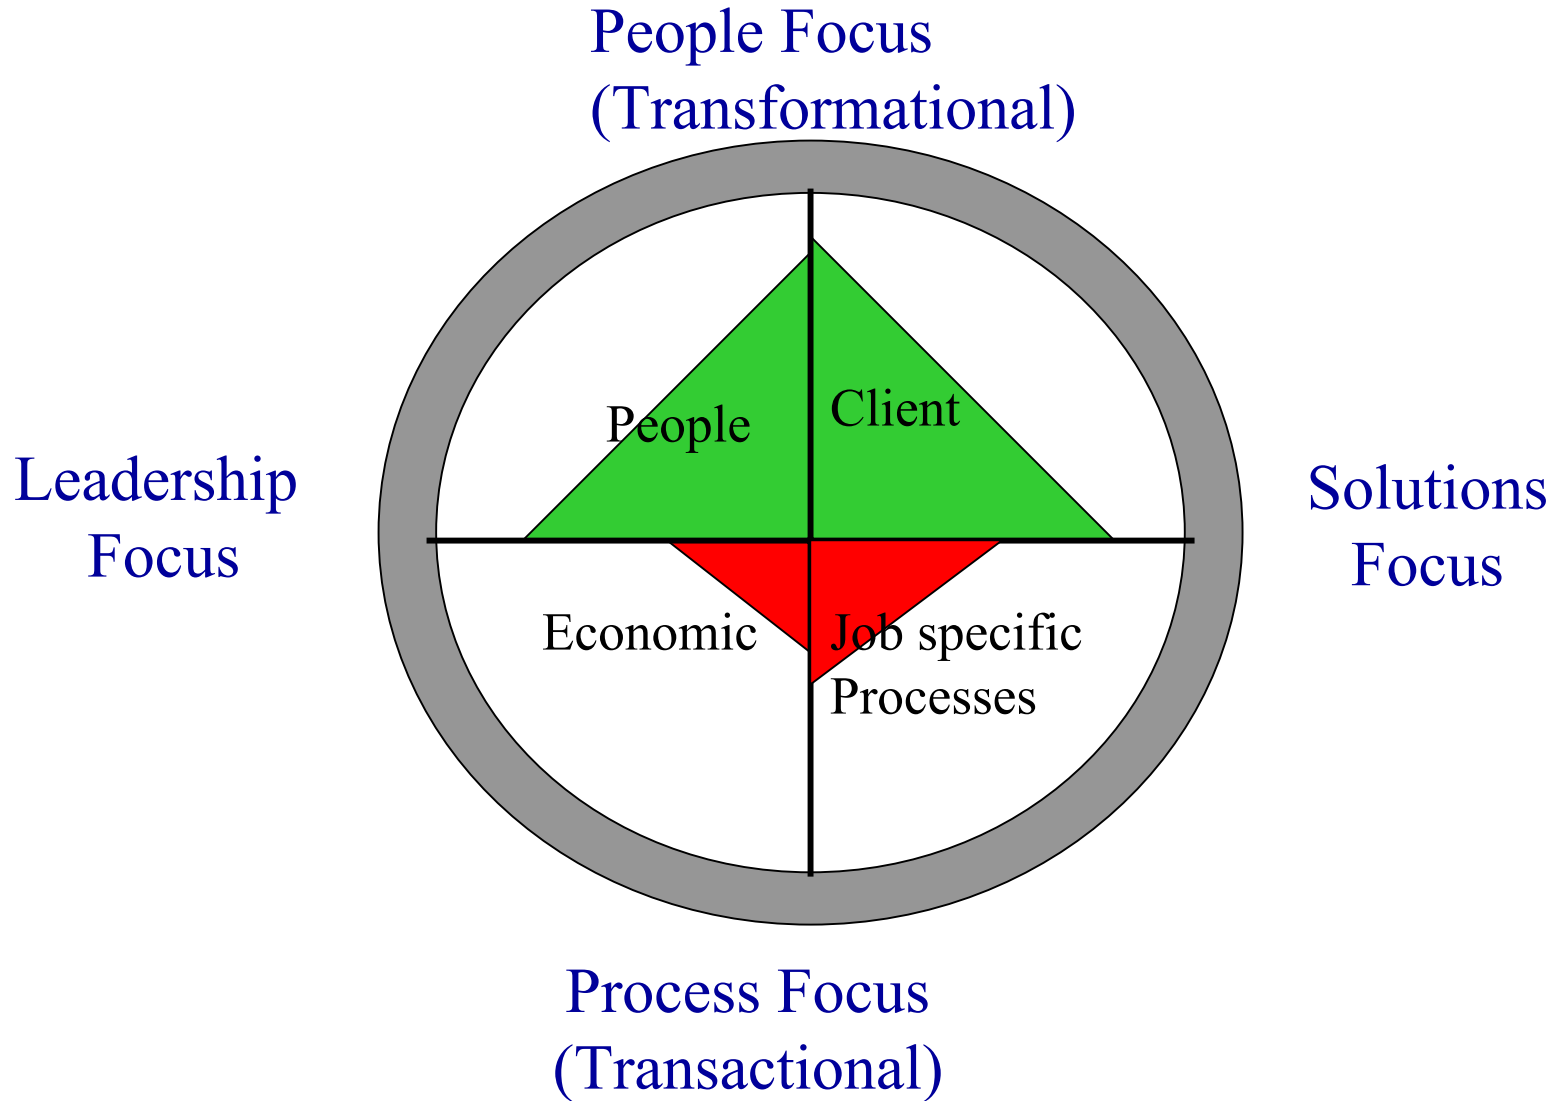 People Focus
(Transformational)
People
Client
Leadership
Focus
Solutions
Focus
Economic
Job specific
Processes
Process Focus
(Transactional)